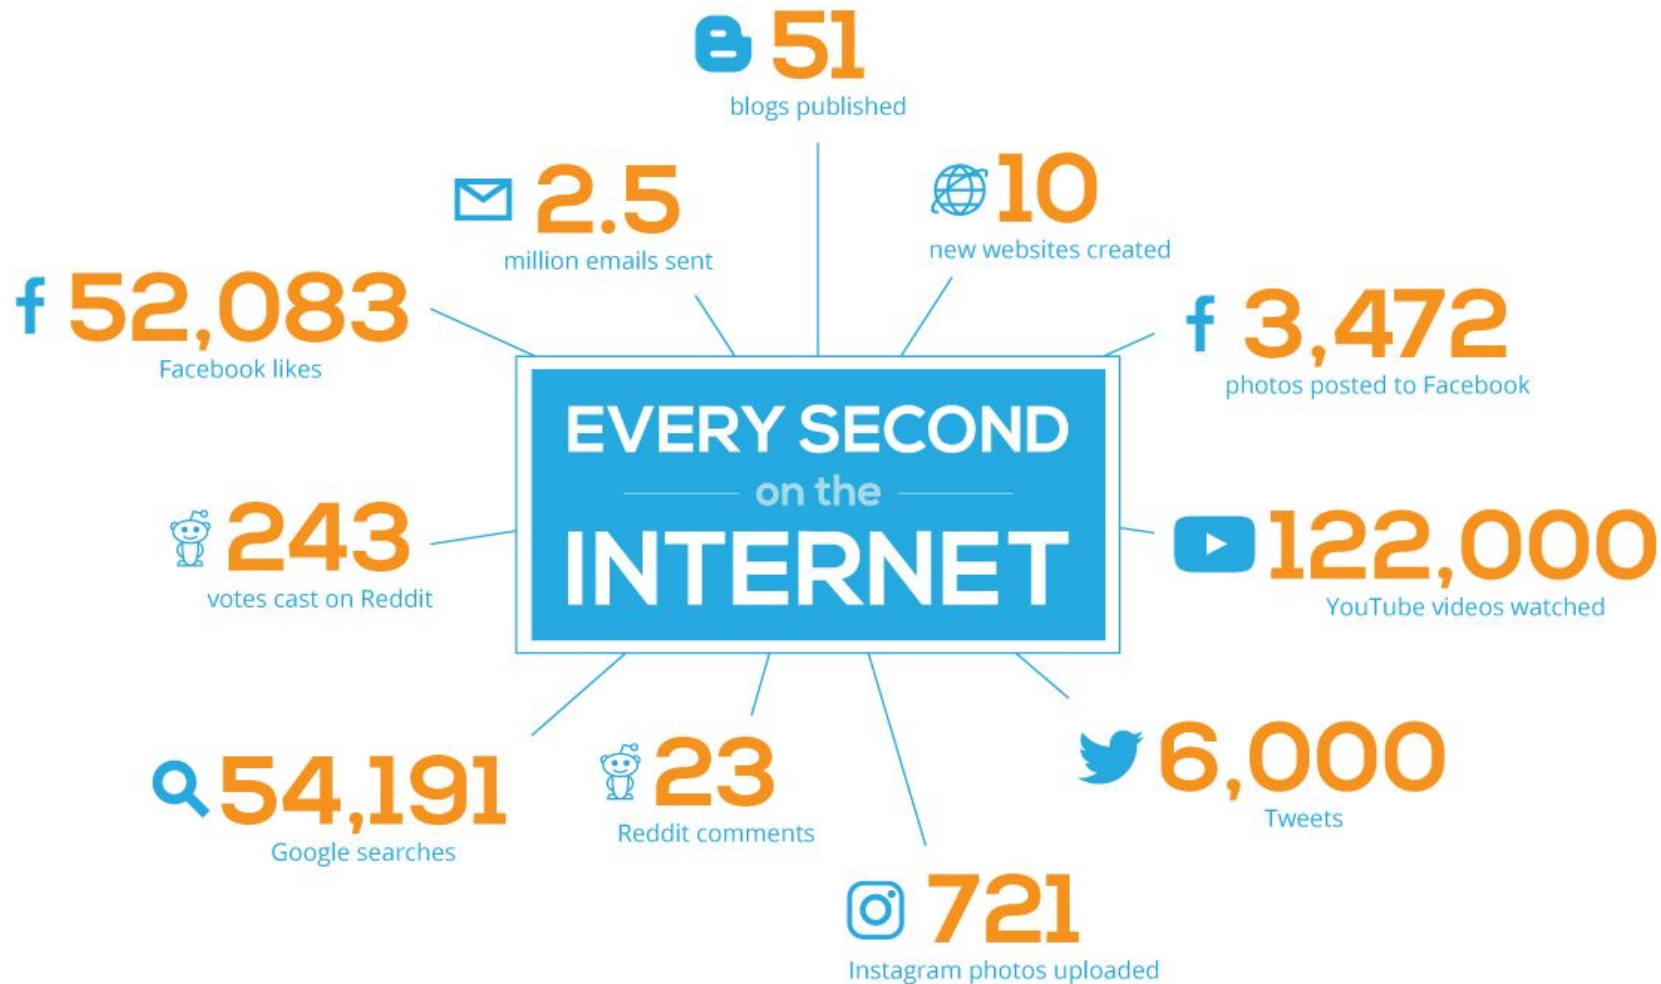 51
blogs published
2.5
million emails sent
10
new websites created
52,083
Facebook likes
3,472
photos posted to Facebook
EVERY SECOND
on the
INTERNET
243
votes cast on Reddit
122,000
YouTube videos watched
54,191
Google searches
23
Reddit comments
6,000
Tweets
721
Instagram photos uploaded